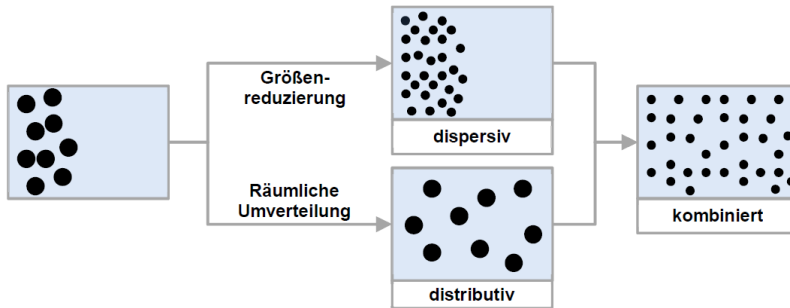 Größen-
reduzierung
dispersiv
Räumliche
Umverteilung
distributiv
kombiniert